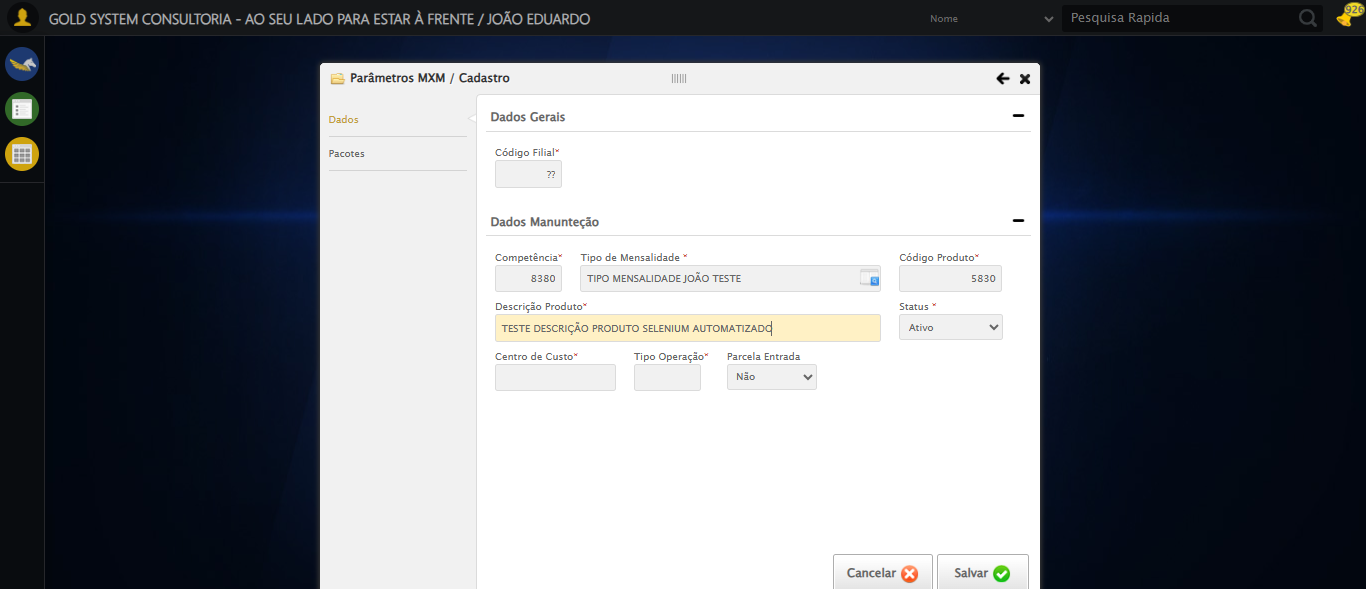 GOLD SYSTEM CONSULTORIA - AO SEU LADO PARA ESTAR À FRENTE / JOÃO EDUARDO
Nome
Pesquisa Rapida
926
Parâmetros MXM / Cadastro
Dados
Pacotes
Dados Gerais
Código Filial*
??
Dados Manunteção
Competência* Tipo de Mensalidade * Código Produto*
8380 TIPO MENSALIDADE JOÃO TESTE 5830
Descrição Produto* Status *
TESTE DESCRIÇÃO PRODUTO SELENIUM AUTOMATIZADO Ativo
Centro de Custo* Tipo Operação* Parcela Entrada
Não
Cancelar Salvar